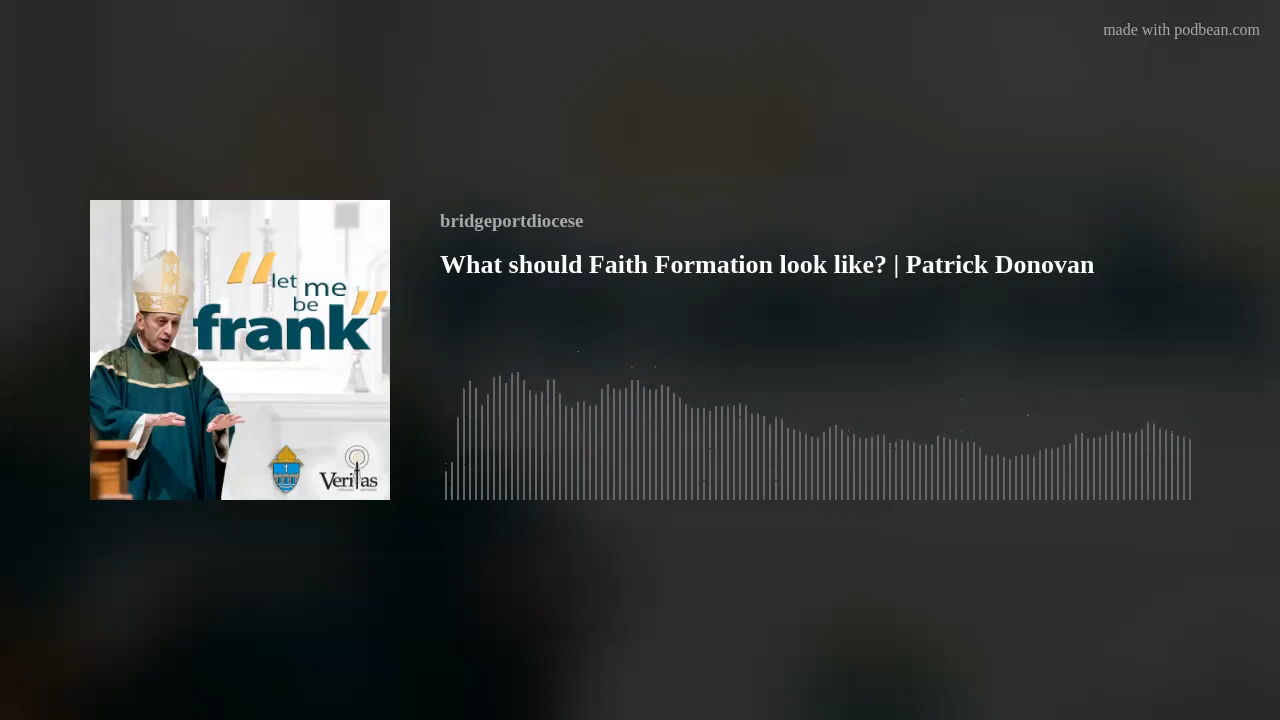 made with podbean.com
bridgeportdiocese
What should Faith Formation look like? | Patrick Donovan
“let me
be
frank”
Veritas